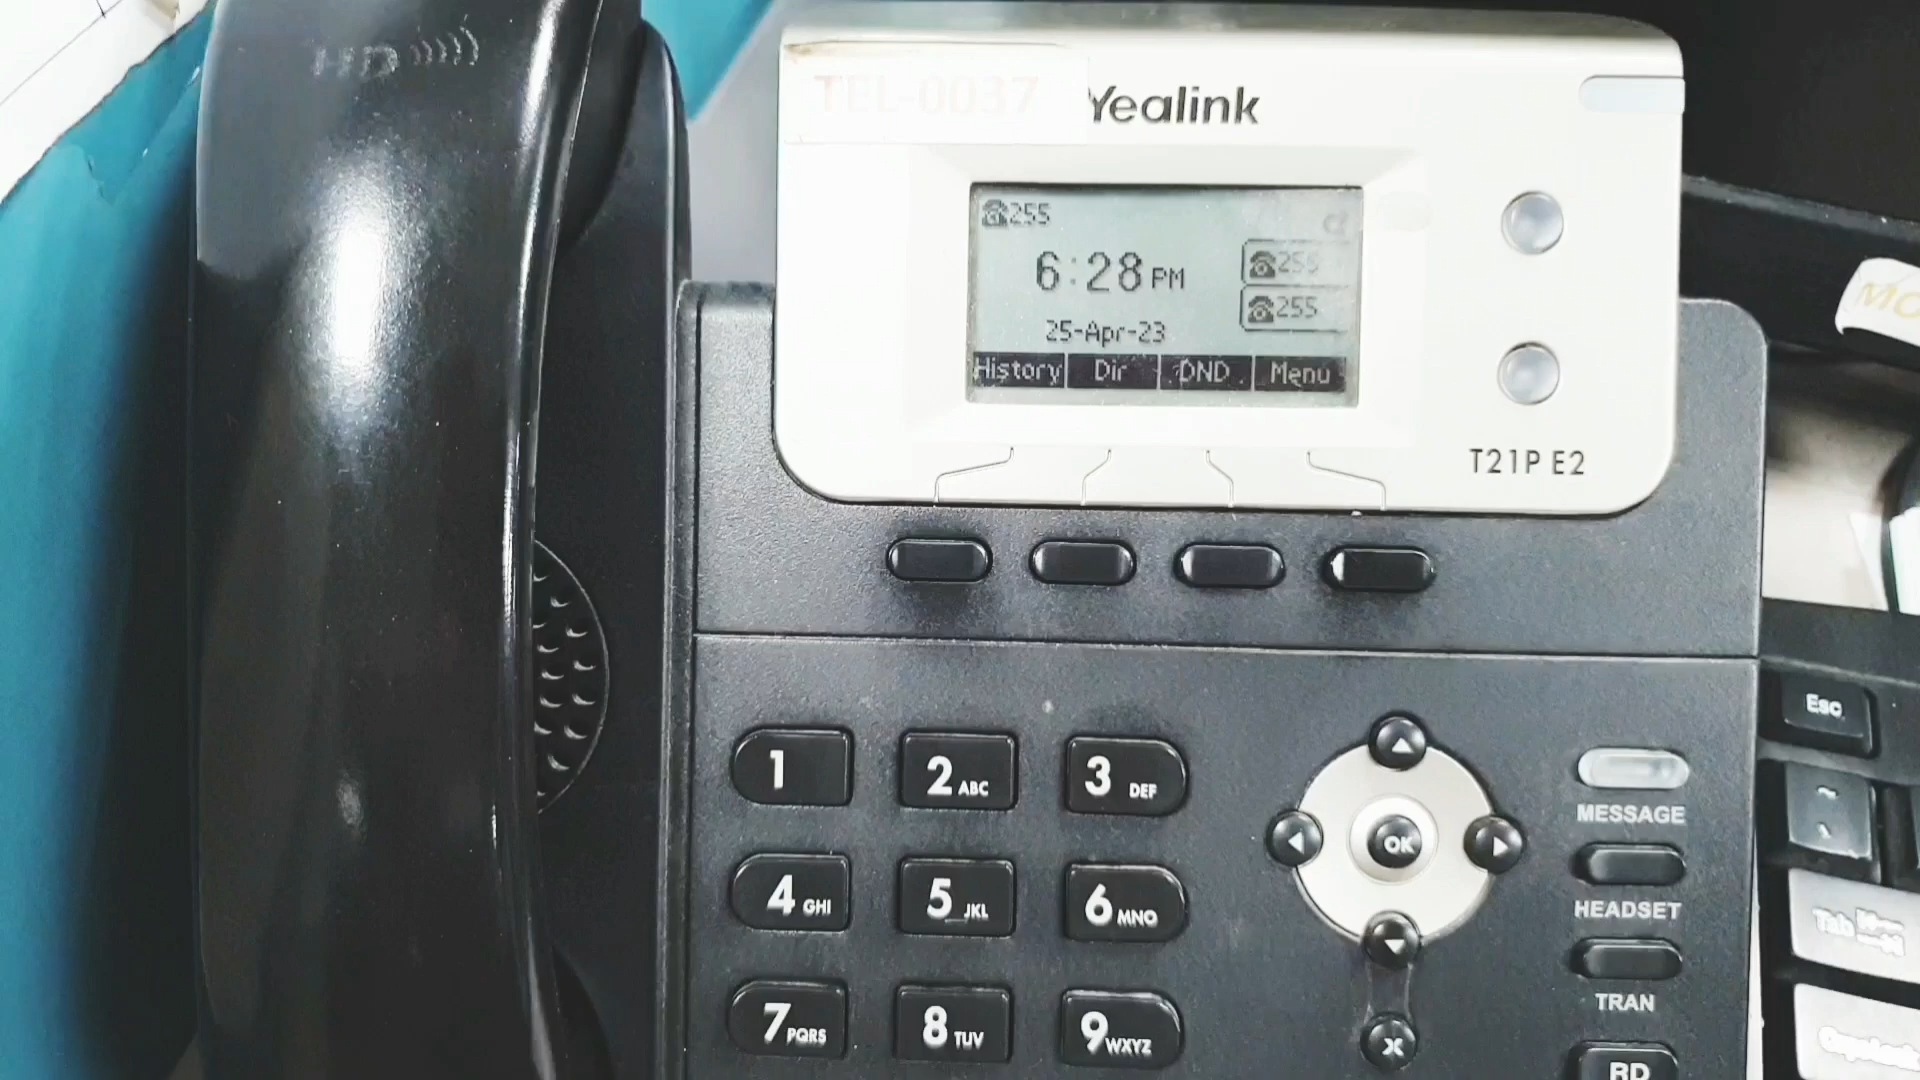 HD
TEL-0037
Yealink
255
6:28 PM
255
255
25-Apr-23
History Dir DND Menu
T21P E2
1
2 ABC
3 DEF
4 GHI
5 JKL
6 MNO
7 PQRS
8 TUV
9 WXYZ
OK
X
MESSAGE
HEADSET
TRAN
RD
Esc
~
Tab